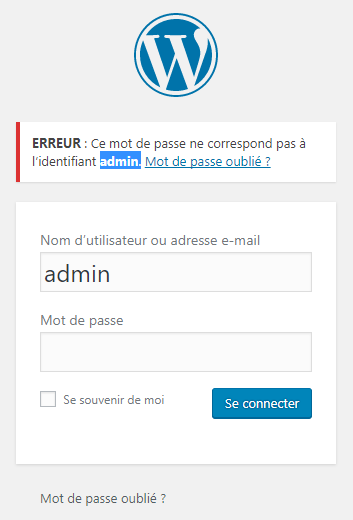 ERREUR : Ce mot de passe ne correspond pas à
l’identifiant admin. Mot de passe oublié ?
Nom d’utilisateur ou adresse e-mail
admin
Mot de passe
Se souvenir de moi
Se connecter
Mot de passe oublié ?